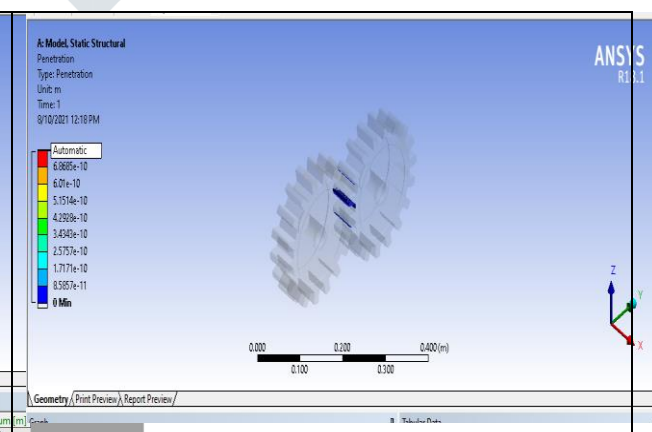 A: Model, Static Structural
Penetration
Type: Penetration
Unit: m
Time: 1
8/10/2021 12:18 PM
Automatic
6.8685e-10
6.01e-10
5.1514e-10
4.2928e-10
3.4343e-10
2.5757e-10
1.7171e-10
8.5857e-11
0 Min
ANSYS
R18.1
Z
Y
X
0.000 0.200 0.400 (m)
0.100 0.300
Geometry Print Preview Report Preview
[m] Graph Tabular Data